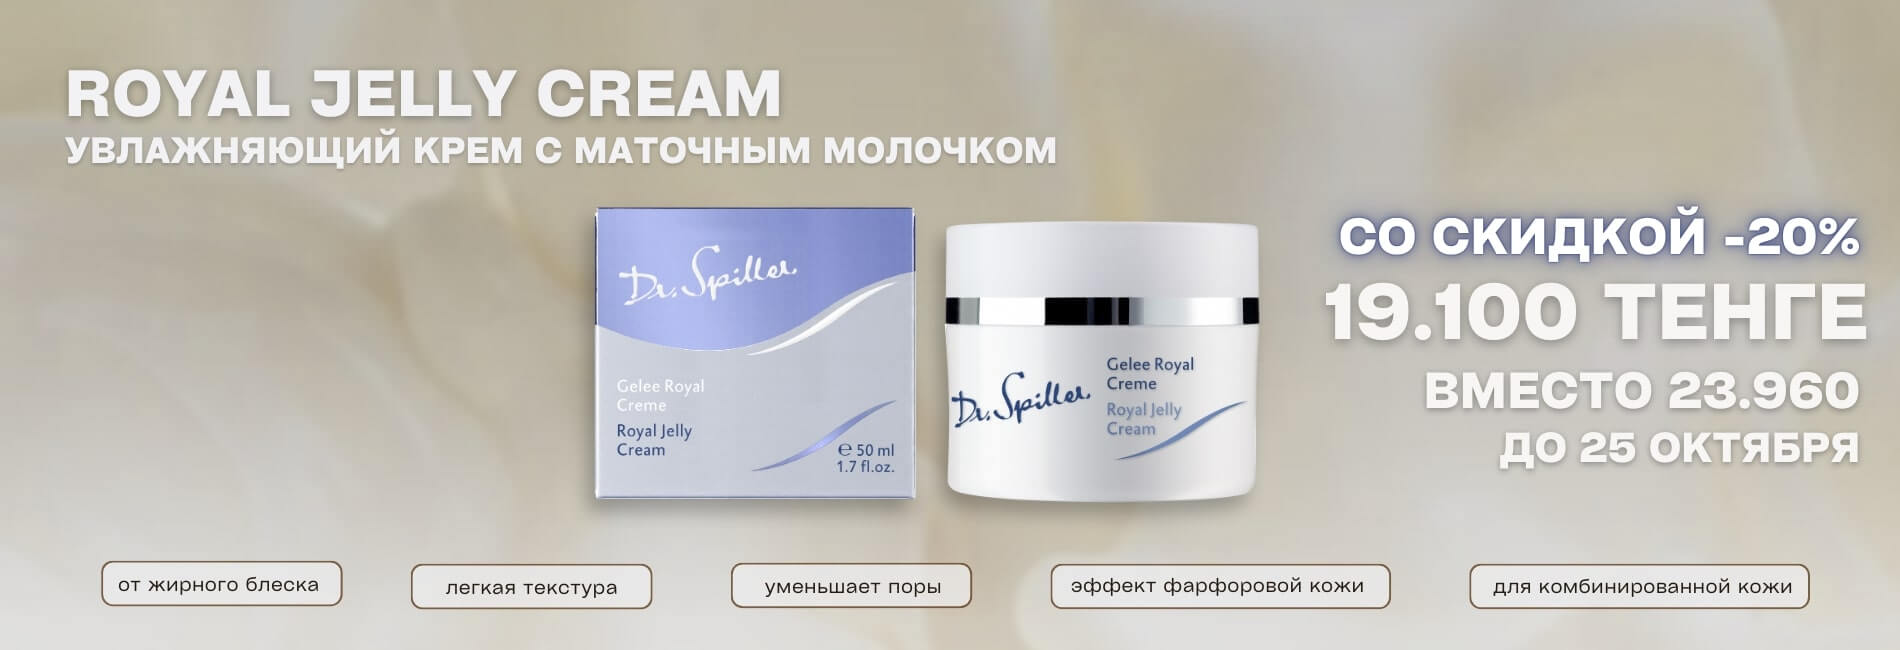 ROYAL JELLY CREAM
УВЛАЖНЯЮЩИЙ КРЕМ С МАТОЧНЫМ МОЛОЧКОМ
Dr. Spiller
Gelee Royal
Creme
Royal Jelly
Cream
℮ 50 ml
1.7 fl.oz.
Dr. Spiller
Gelee Royal
Creme
Royal Jelly
Cream
СО СКИДКОЙ -20%
19.100 ТЕНГЕ
ВМЕСТО 23.960
ДО 25 ОКТЯБРЯ
от жирного блеска
легкая текстура
уменьшает поры
эффект фарфоровой кожи
для комбинированной кожи